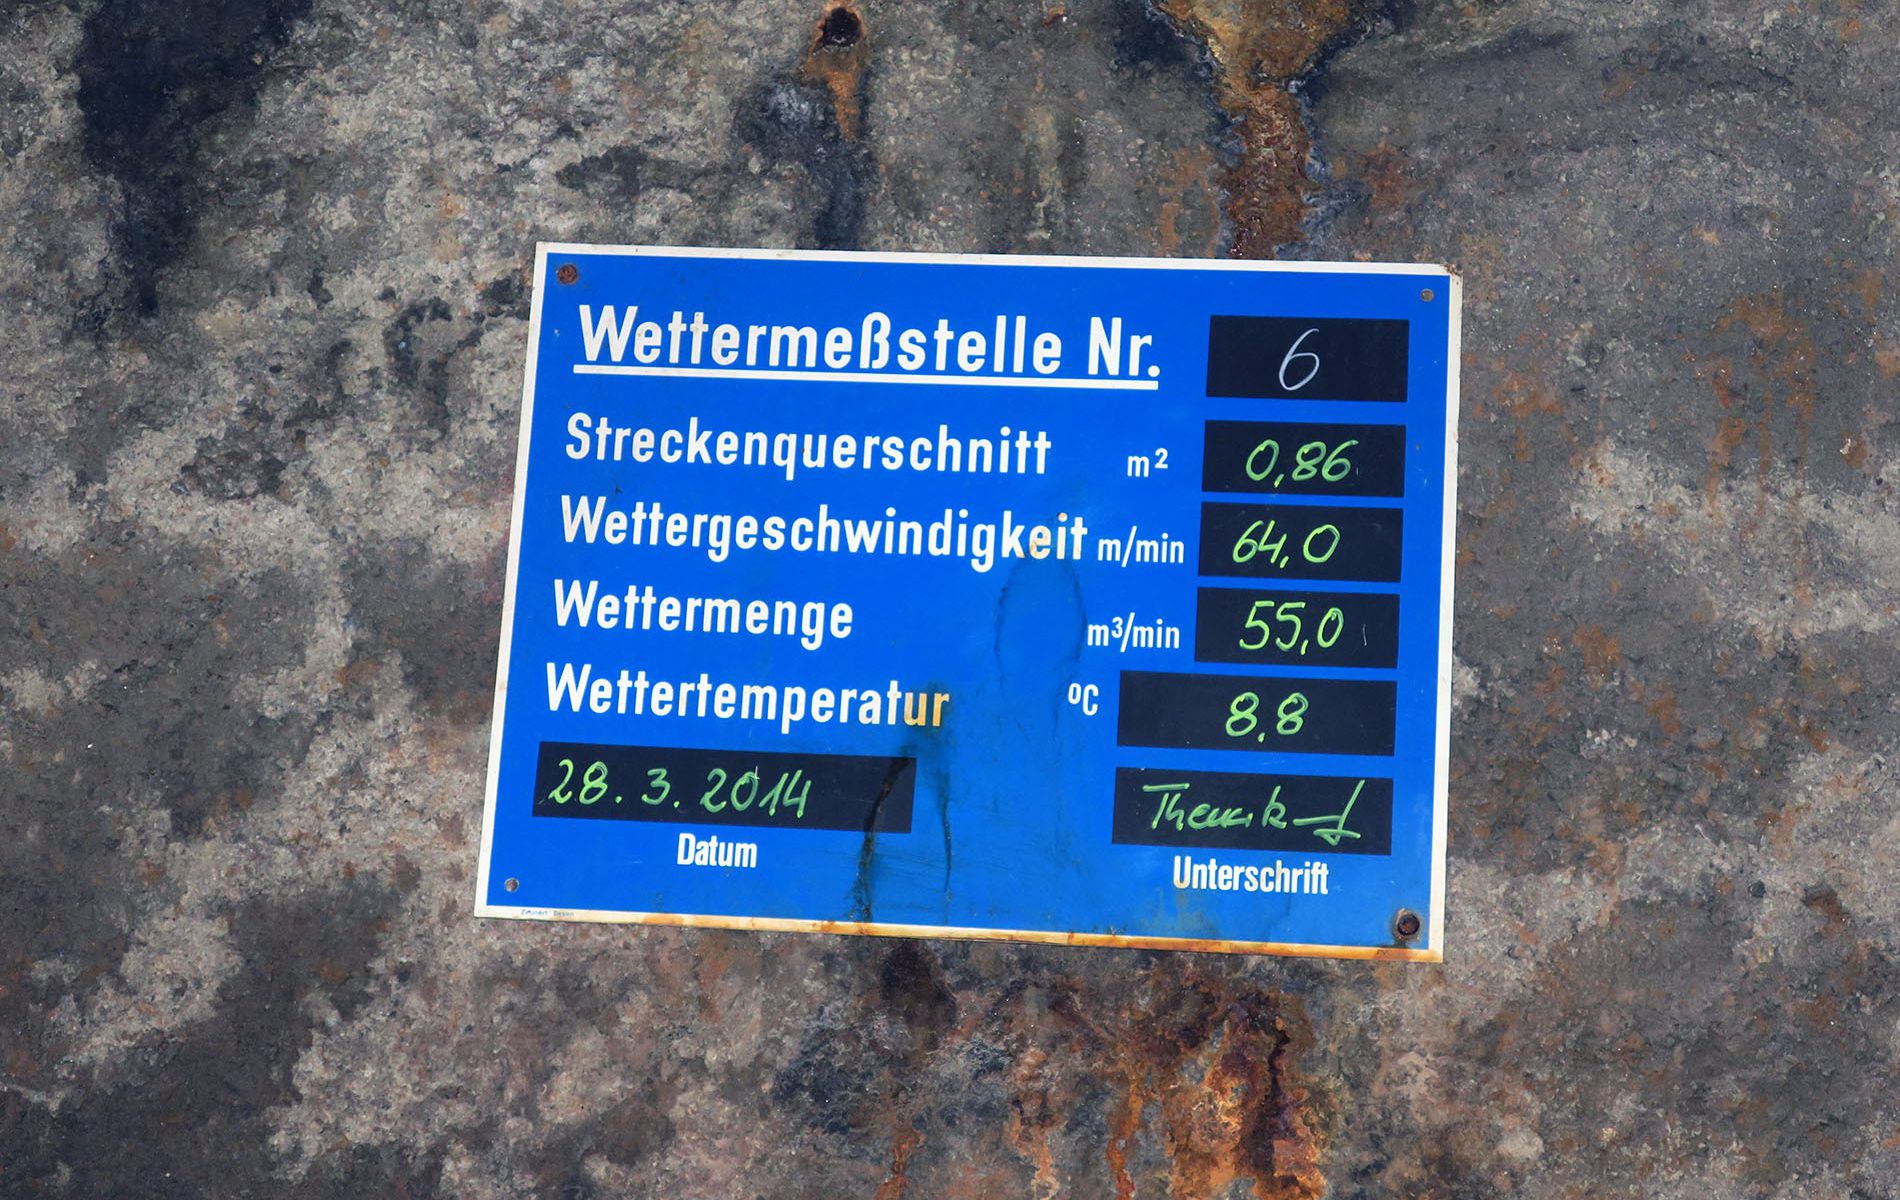 Wettermeßstelle Nr. 6
Streckenquerschnitt m² 0,86
Wettergeschwindigkeit m/min 64,0
Wettermenge m³/min 55,0
Wettertemperatur ºC 8,8
28.3.2014
Datum
Unterschrift